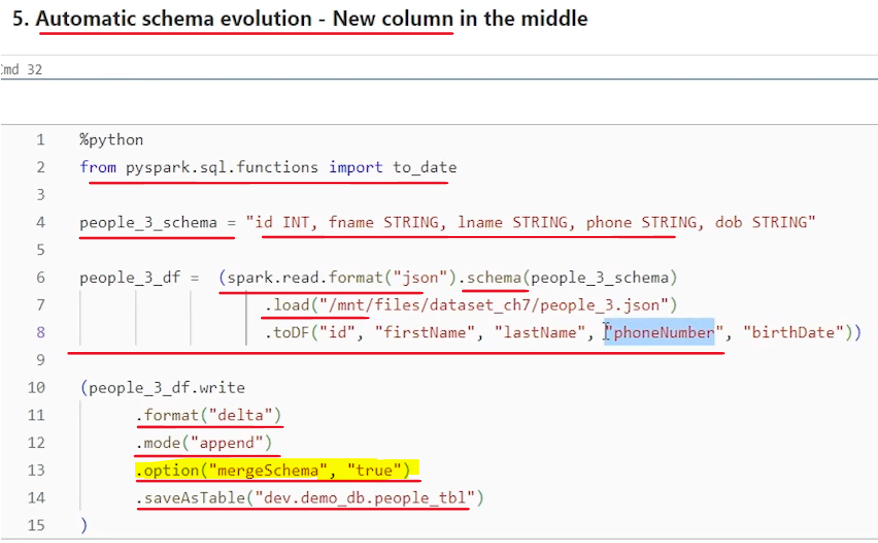 5. Automatic schema evolution - New column in the middle
Cmd 32
1 %python
2 from pyspark.sql.functions import to_date
3
4 people_3_schema = "id INT, fname STRING, lname STRING, phone STRING, dob STRING"
5
6 people_3_df = (spark.read.format("json").schema(people_3_schema)
7 .load("/mnt/files/dataset_ch7/people_3.json")
8 .toDF("id", "firstName", "lastName", "phoneNumber", "birthDate"))
9
10 (people_3_df.write
11 .format("delta")
12 .mode("append")
13 .option("mergeSchema", "true")
14 .saveAsTable("dev.demo_db.people_tbl")
15 )